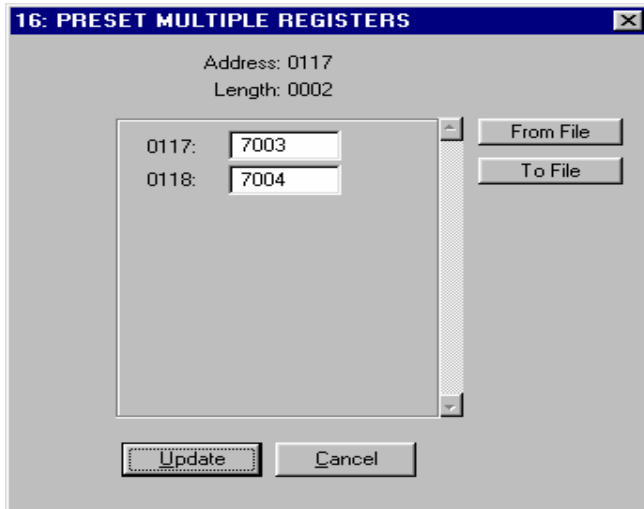 16: PRESET MULTIPLE REGISTERS
Address: 0117
Length: 0002
0117: 7003
0118: 7004
From File
To File
Update
Cancel